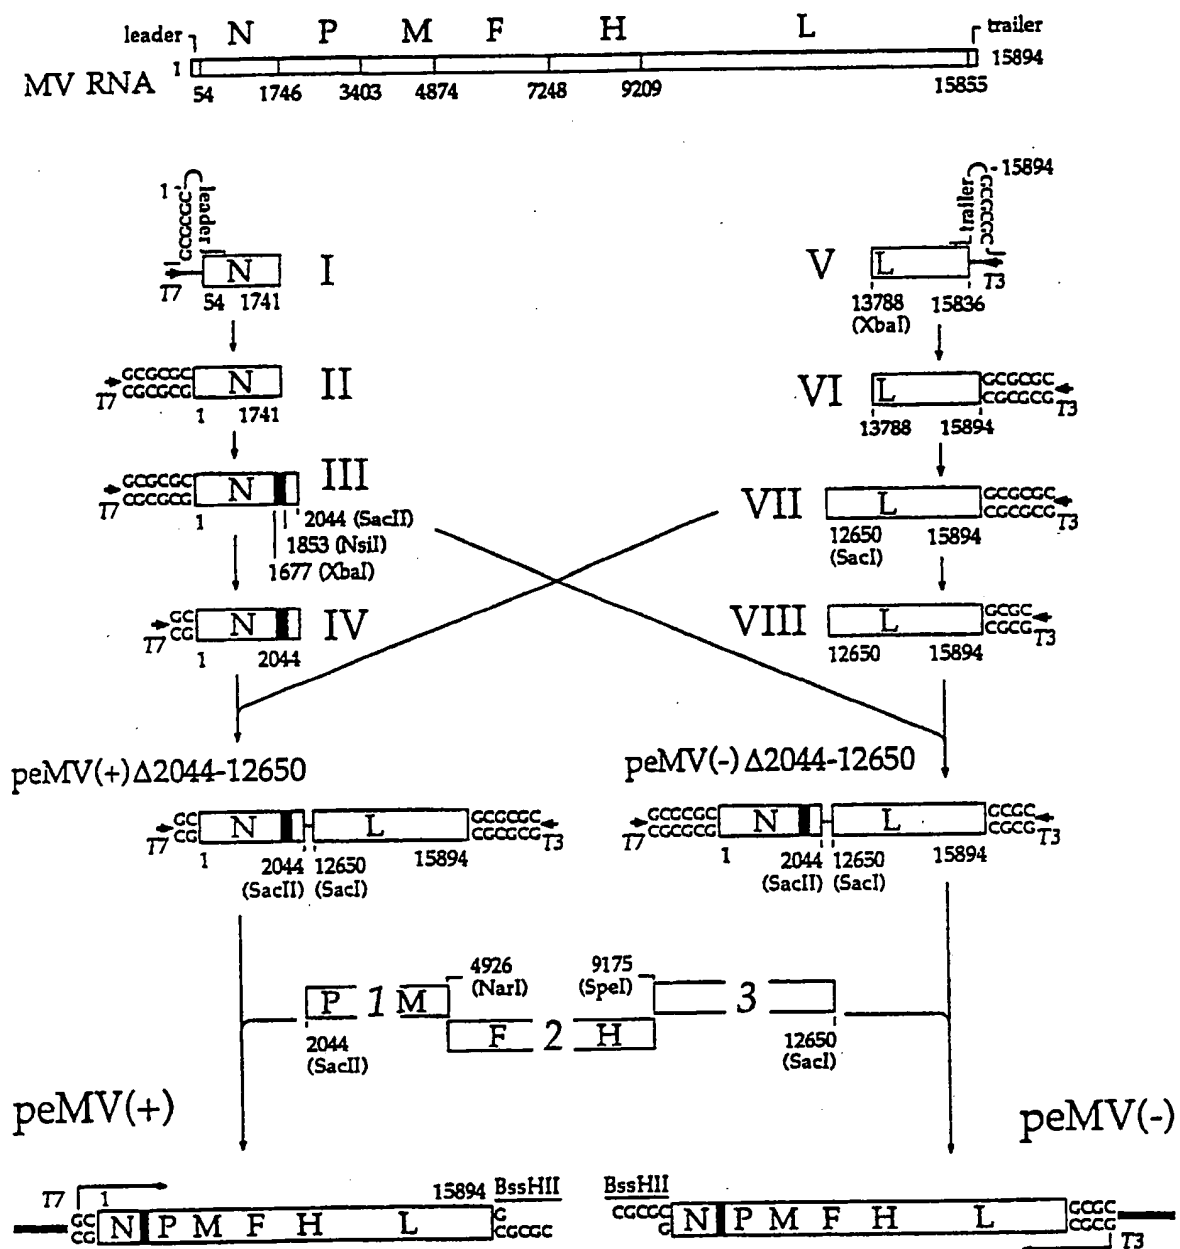 leader N P M F H L trailer
MV RNA 1 15894
54 1746 3403 4874 7248 9209 15855
1 15894
GCGCGC leader trailer GCGCGC
N I V L
T7 54 1741 13788 15836 T3
(XbaI)
GCGCGC N II VI L GCGCGC
T7 CGCGCG CGCGCG T3
1 1741 13788 15894
GCGCGC N III VII L GCGCGC
T7 CGCGCG CGCGCG T3
1 2044 (SacII) 12650 15894
1853 (NsiI) (SacI)
1677 (XbaI)
GC N IV VIII L GCGC
T7 CG CGCG T3
1 2044 12650 15894
peMV(+)Δ2044-12650 peMV(-)Δ2044-12650
GC N L GCGCGC GCGCGC N L GCGC
T7 CG CGCGCG T3 T7 CGCGCG CGCG T3
1 2044 12650 15894 1 2044 12650 15894
(SacII) (SacI) (SacII) (SacI)
4926 9175
(NarI) (SpeI)
P 1 M 3
F 2 H
2044 12650
(SacII) (SacI)
peMV(+) peMV(-)
T7 1 15894 BssHII BssHII
GC N P M F H L G CGCGC N P M F H L GCGC
CG CGCGC G CGCG
T3